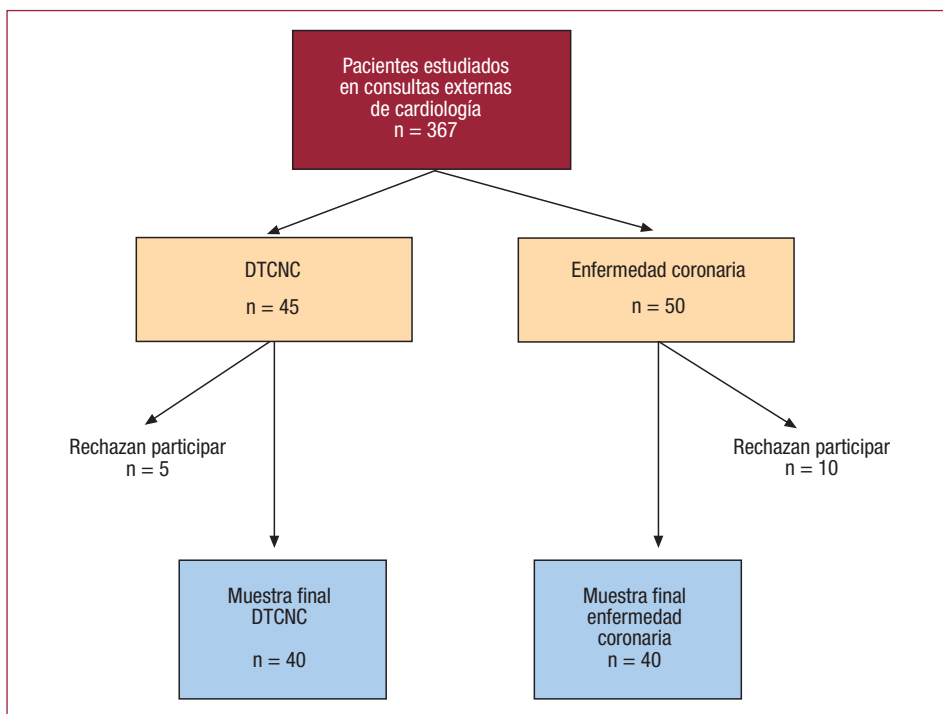 Pacientes estudiados
en consultas externas
de cardiología
n = 367
DTCNC
n = 45
Enfermedad coronaria
n = 50
Rechazan participar
n = 5
Rechazan participar
n = 10
Muestra final
DTCNC
n = 40
Muestra final
enfermedad
coronaria
n = 40